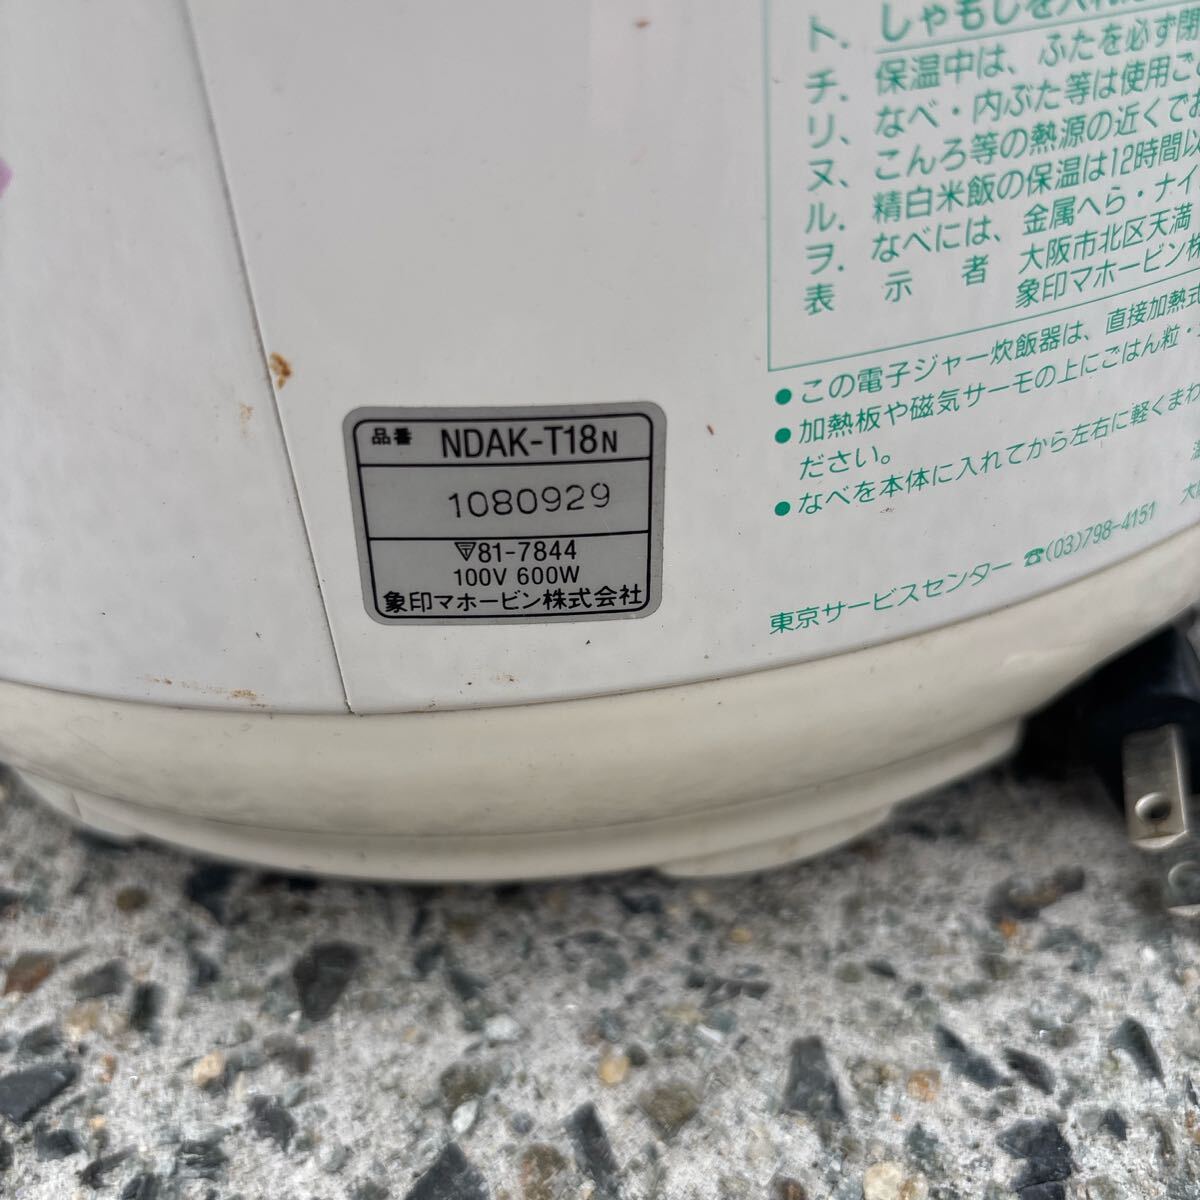 しゃもじを入れた
ト. 保温中は、ふたを必ず閉
チ. なべ・内ぶた等は使用ご
リ. こんろ等の熱源の近くでお
ヌ. 精白米飯の保温は12時間以
ル. なべには、金属へら・ナイ
ヲ.
表示者 大阪市北区天満
象印マホービン株
●この電子ジャー炊飯器は、直接加熱式
●加熱板や磁気サーモの上にごはん粒・
ださい。
●なべを本体に入れてから左右に軽くまわ
東京サービスセンター ☎(03)798-4151 大
品番 NDAK-T18N
1080929
81-7844
100V 600W
象印マホービン株式会社